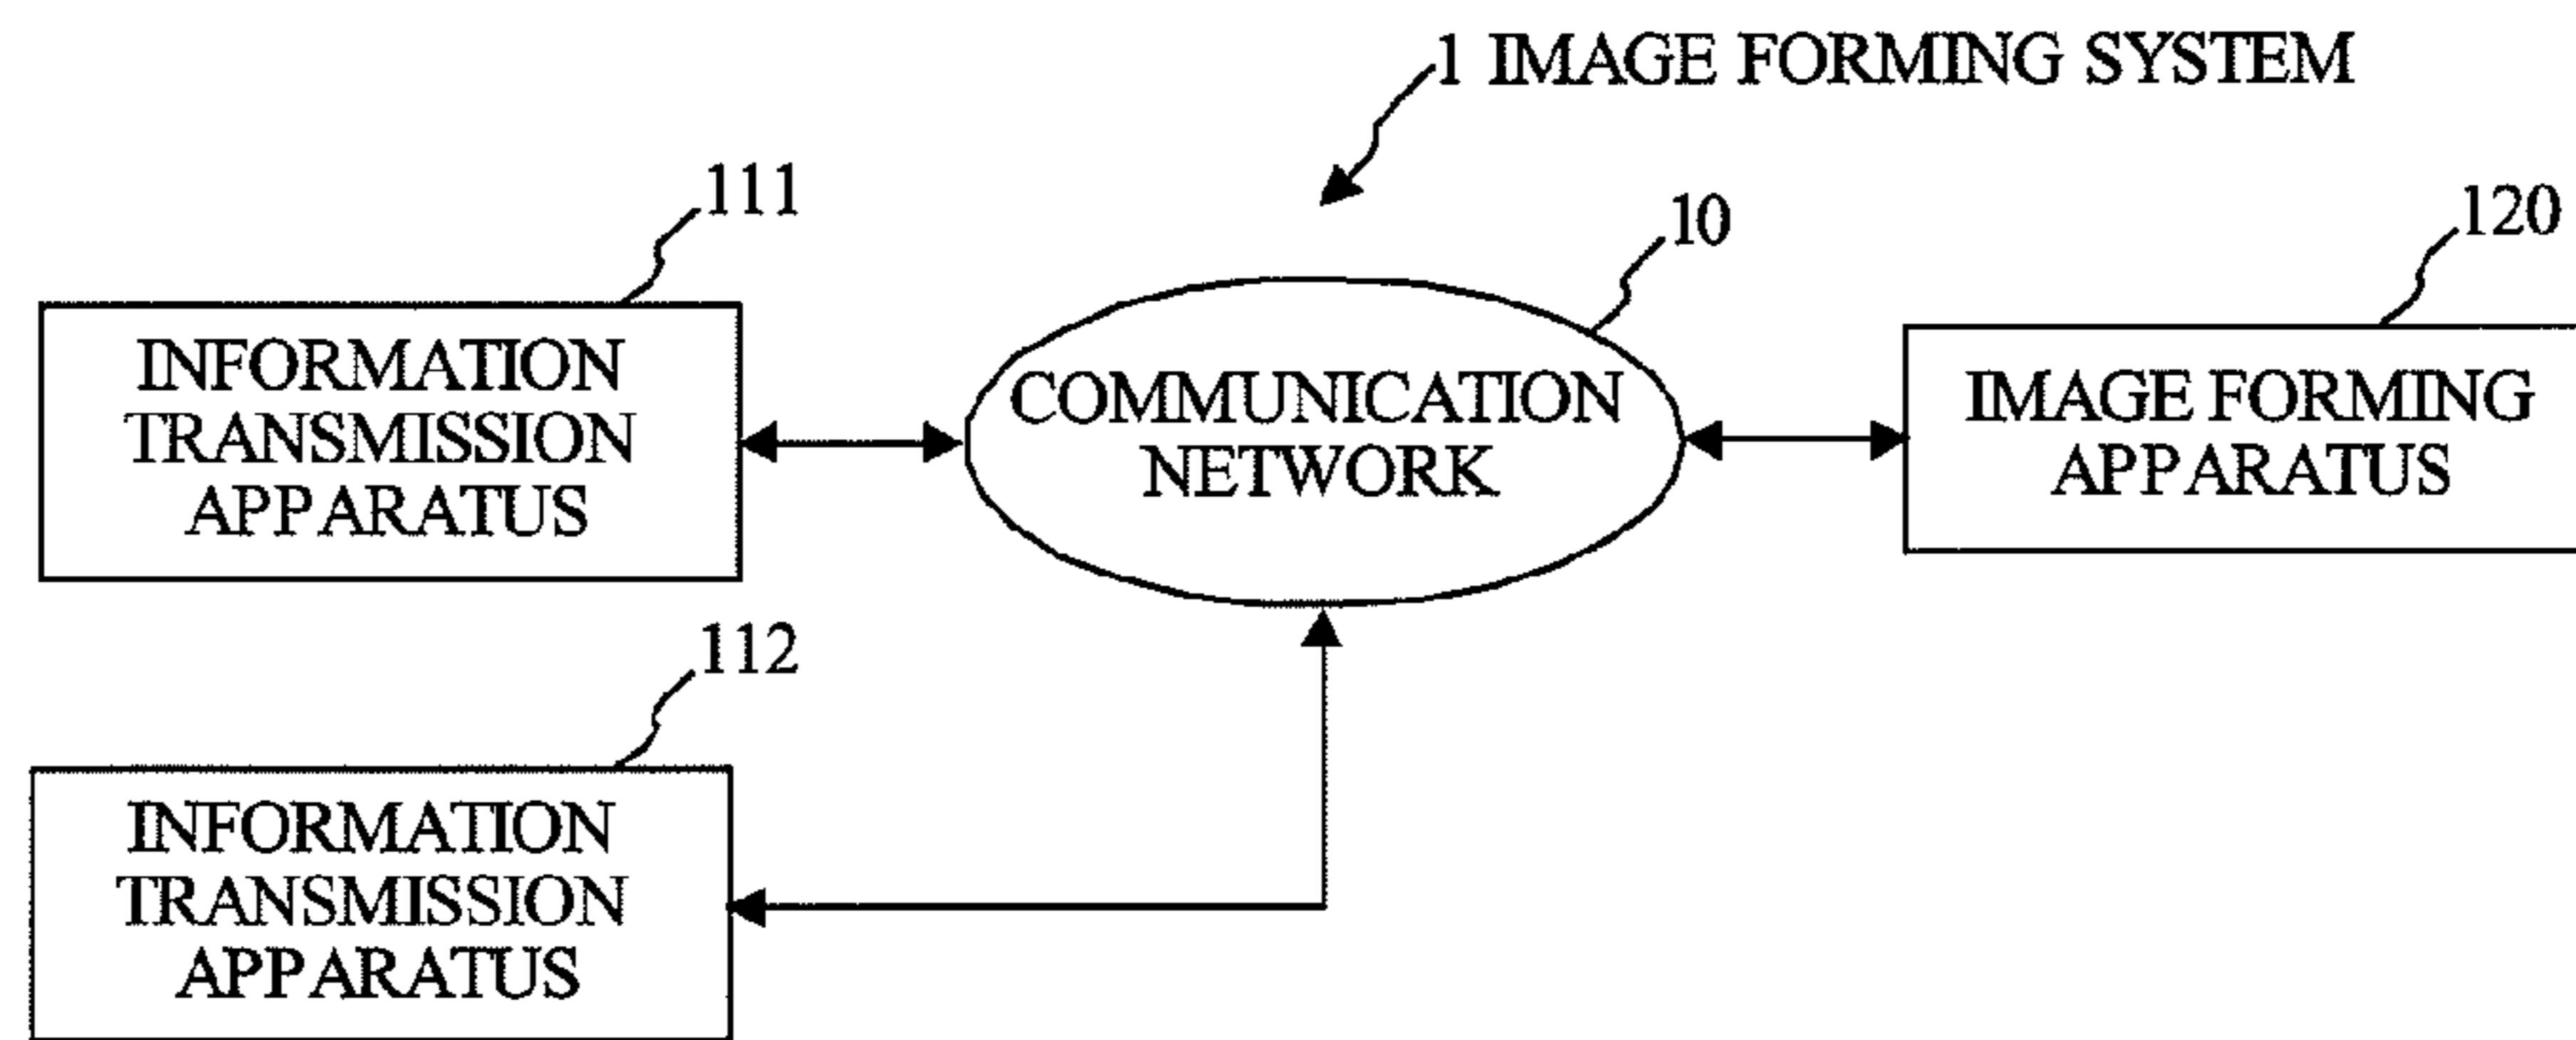 1 IMAGE FORMING SYSTEM
111
10
120
INFORMATION
TRANSMISSION
APPARATUS
COMMUNICATION
NETWORK
IMAGE FORMING
APPARATUS
112
INFORMATION
TRANSMISSION
APPARATUS